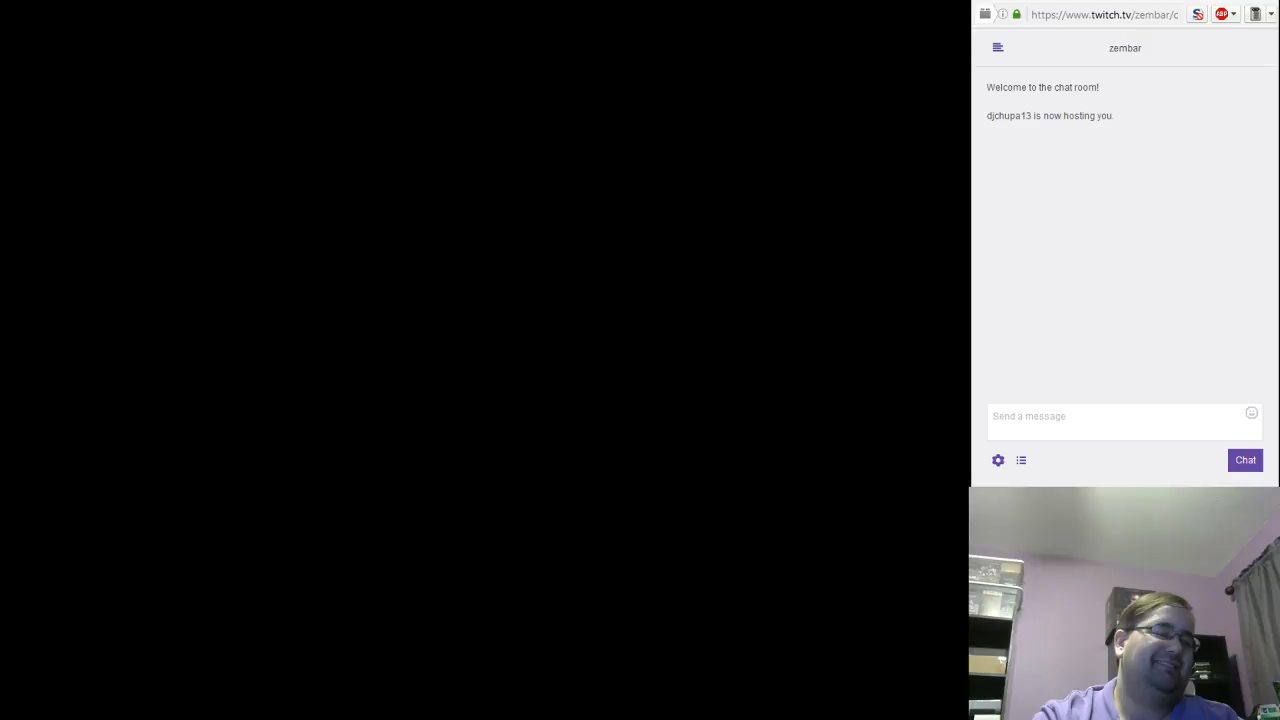 https://www.twitch.tv/zembar/c
ABP
zembar
Welcome to the chat room!
djchupa13 is now hosting you.
Send a message
Chat